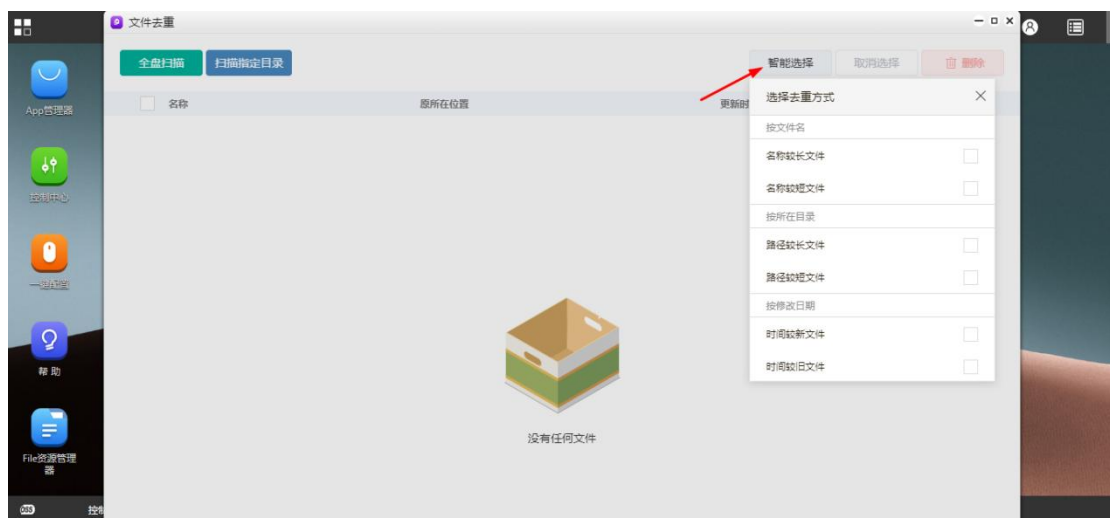 文件去重
全盘扫描
扫描指定目录
智能选择
取消选择
删除
名称
原所在位置
更新时
选择去重方式
按文件名
名称较长文件
名称较短文件
按所在目录
路径较长文件
路径较短文件
按修改日期
时间较新文件
时间较旧文件
没有任何文件
App管理器
控制中心
一键配置
帮 助
File资源管理
器
控制